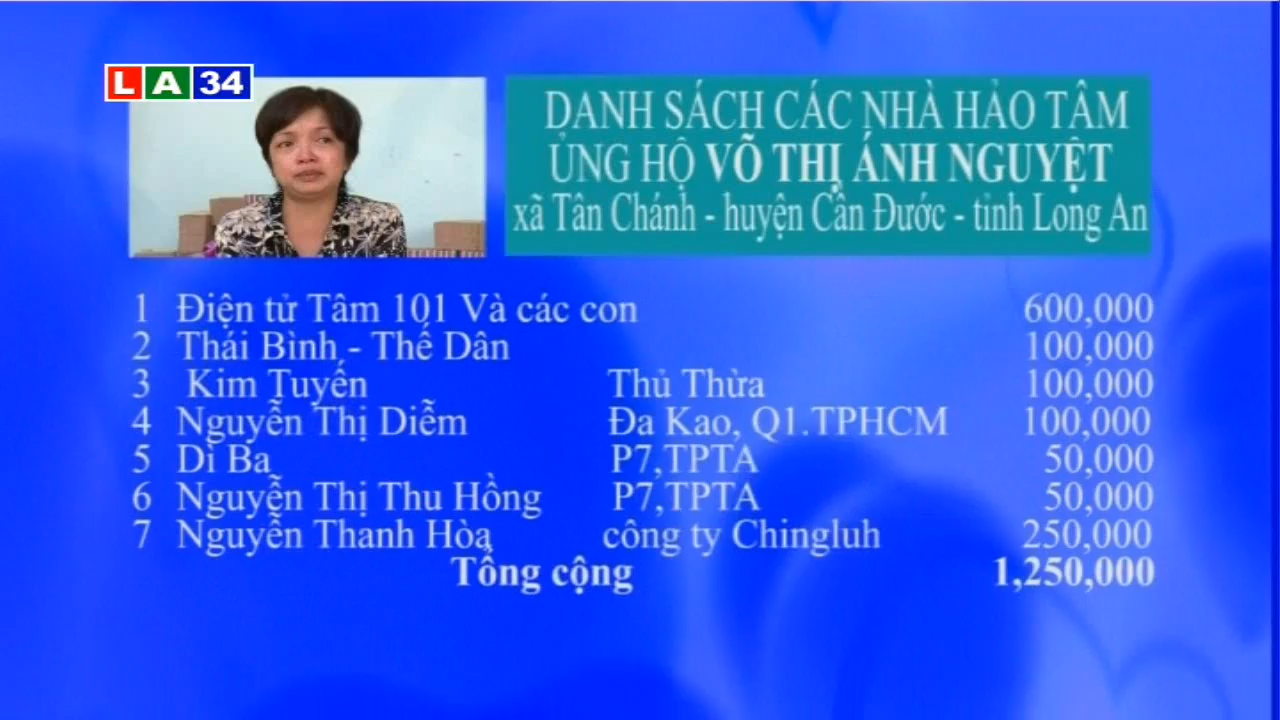 LA34
DANH SÁCH CÁC NHÀ HẢO TÂM
ỦNG HỘ VÕ THỊ ÁNH NGUYỆT
xã Tân Chánh - huyện Cần Đước - tỉnh Long An
1 Điện tử Tâm 101 Và các con 600,000
2 Thái Bình - Thế Dân 100,000
3 Kim Tuyến Thủ Thừa 100,000
4 Nguyễn Thị Diễm Đa Kao, Q1.TPHCM 100,000
5 Dì Ba P7,TPTA 50,000
6 Nguyễn Thị Thu Hồng P7,TPTA 50,000
7 Nguyễn Thanh Hòa công ty Chingluh 250,000
Tổng cộng 1,250,000